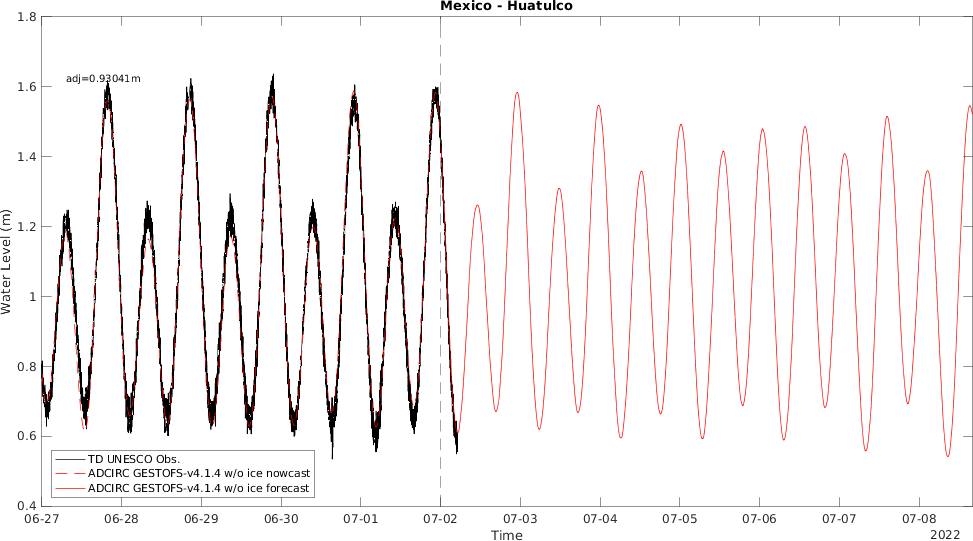 Mexico - Huatulco
1.8
1.6
1.4
1.2
1
0.8
0.6
0.4
Water Level (m)
adj=0.93041m
TD UNESCO Obs.
ADCIRC GESTOFS-v4.1.4 w/o ice nowcast
ADCIRC GESTOFS-v4.1.4 w/o ice forecast
06-27 06-28 06-29 06-30 07-01 07-02 07-03 07-04 07-05 07-06 07-07 07-08
Time
2022